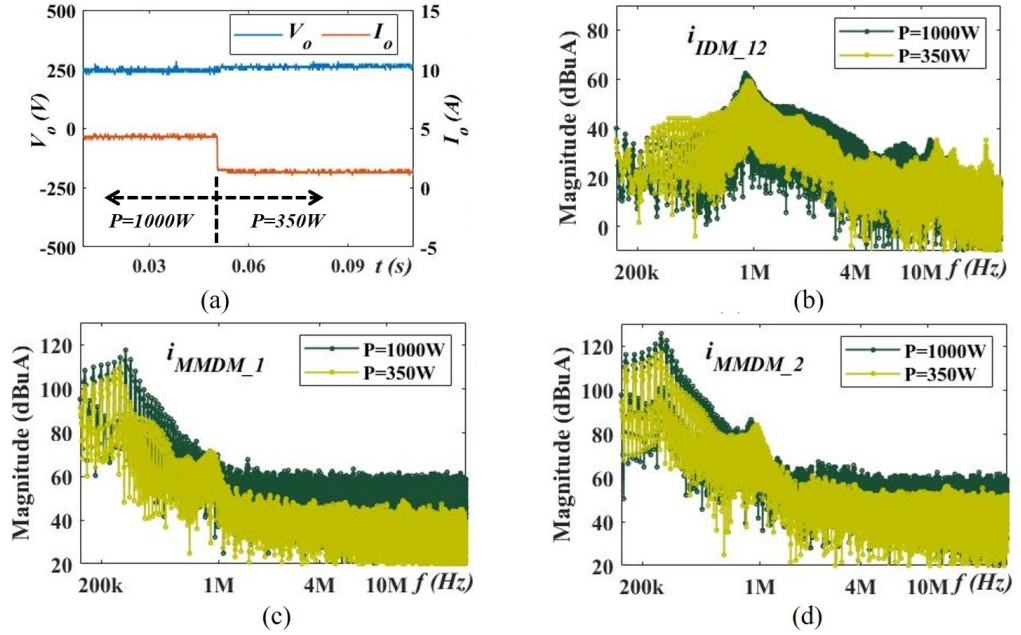 500
250
0
-250
-500
V_o (V)
15
10
5
0
-5
I_o (A)
V_o I_o
P=1000W P=350W
0.03 0.06 0.09 t (s)
(a)
80
60
40
20
0
Magnitude (dBuA)
i_IDM_12
P=1000W
P=350W
200k 1M 4M 10M f (Hz)
(b)
120
100
80
60
40
20
Magnitude (dBuA)
i_MMDM_1
P=1000W
P=350W
200k 1M 4M 10M f (Hz)
(c)
120
100
80
60
40
20
Magnitude (dBuA)
i_MMDM_2
P=1000W
P=350W
200k 1M 4M 10M f (Hz)
(d)